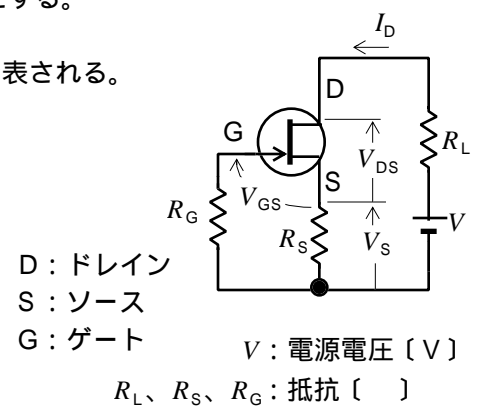 とする。
表される。
I_D
D
G
R_L
V_DS
S
V_GS
R_G
R_S
V_S
V
D：ドレイン
S：ソース
G：ゲート
V：電源電圧〔V〕
R_L、R_S、R_G：抵抗〔　〕